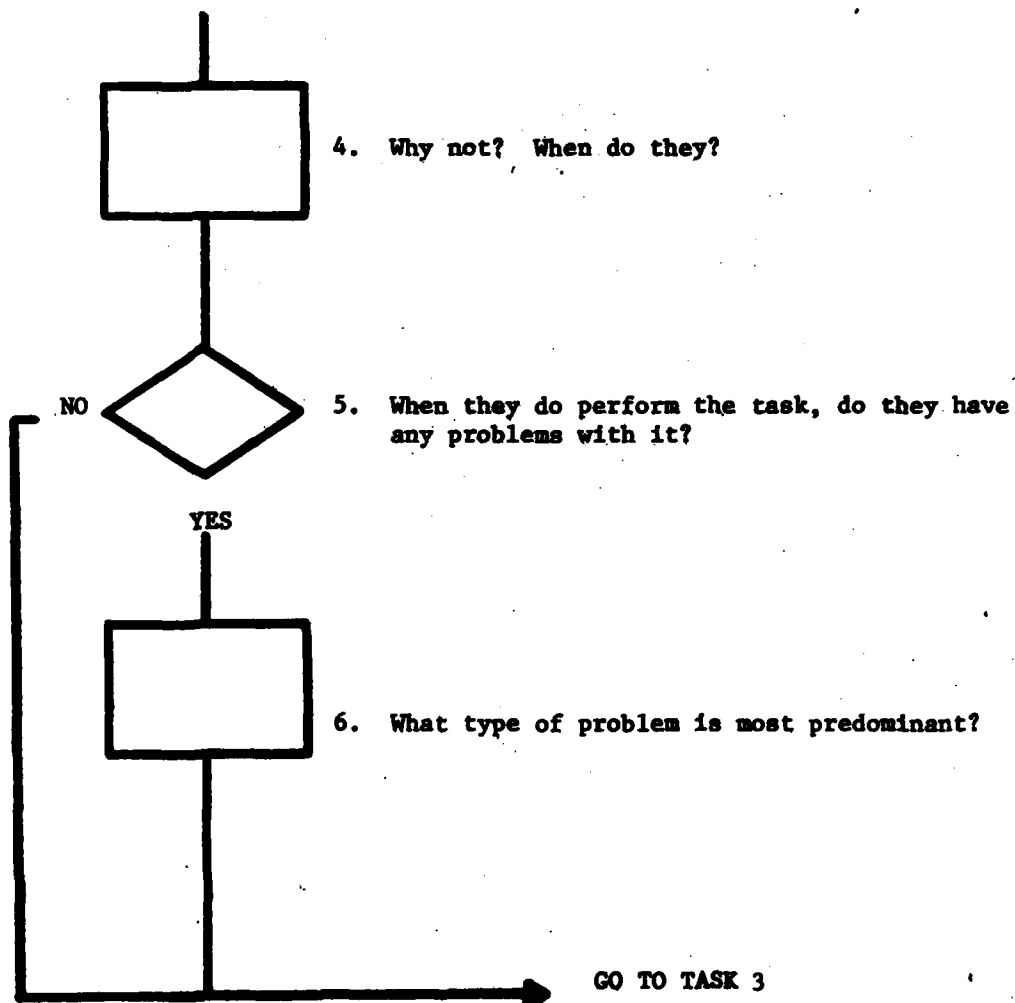 4. Why not? When do they?
NO
5. When they do perform the task, do they have
any problems with it?
YES
6. What type of problem is most predominant?
GO TO TASK 3